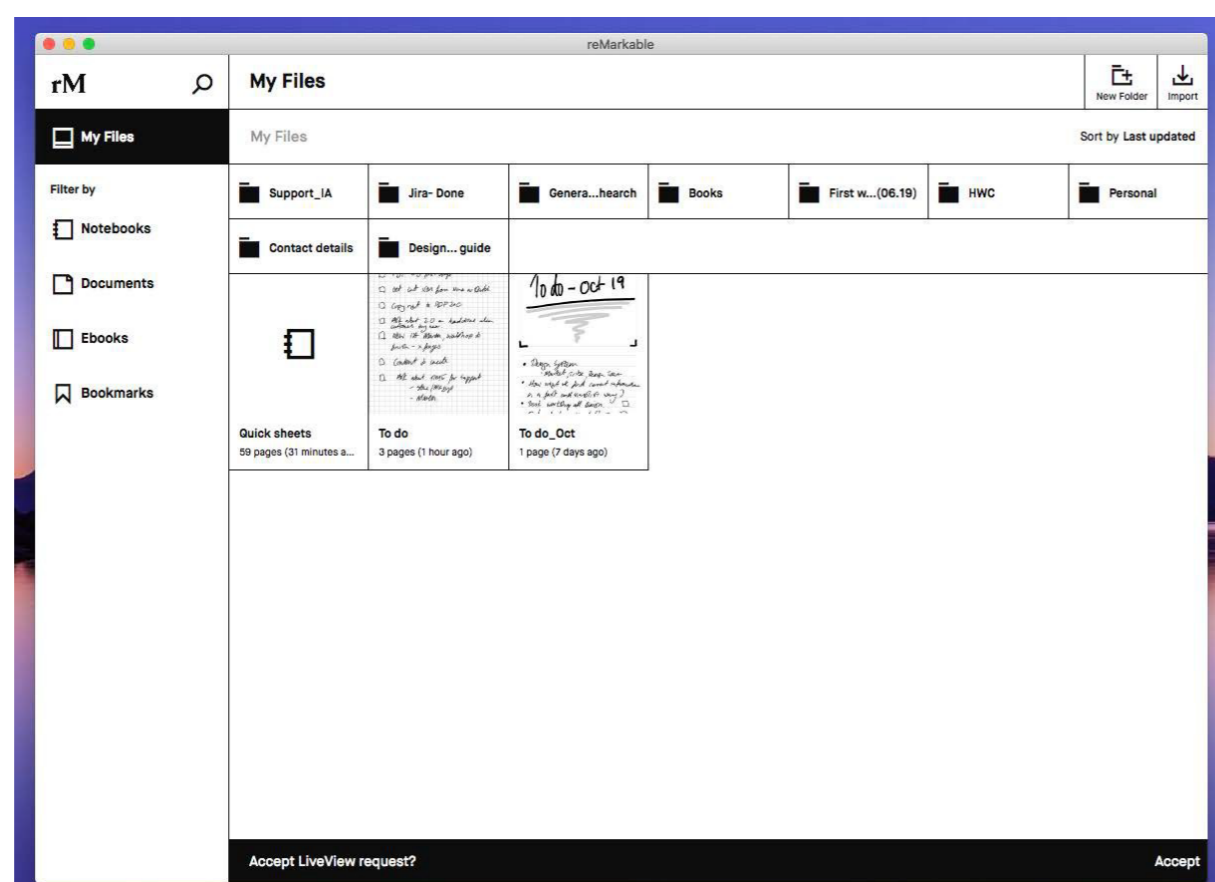 reMarkable
rM
My Files
New Folder
Import
My Files
My Files
Sort by Last updated
Filter by
Notebooks
Documents
Ebooks
Bookmarks
Support_IA
Jira- Done
Genera...hearch
Books
First w...(06.19)
HWC
Personal
Contact details
Design... guide
To do - oct 19
• Design System
Quick sheets
59 pages (31 minutes a...
To do
3 pages (1 hour ago)
To do_Oct
1 page (7 days ago)
Accept LiveView request?
Accept